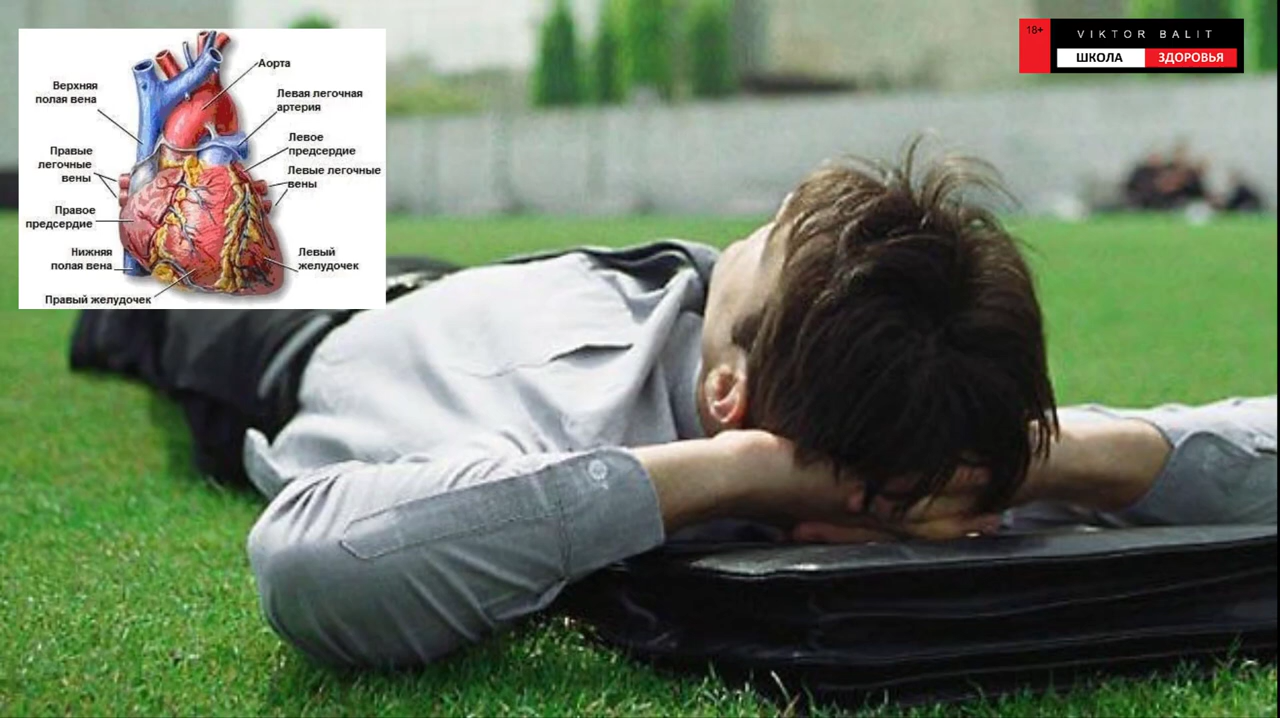 18+
VIKTOR BALIT
ШКОЛА ЗДОРОВЬЯ
Аорта
Верхняя
полая вена
Левая легочная
артерия
Левое
предсердие
Правые
легочные
вены
Левые легочные
вены
Правое
предсердие
Нижняя
полая вена
Левый
желудочек
Правый желудочек